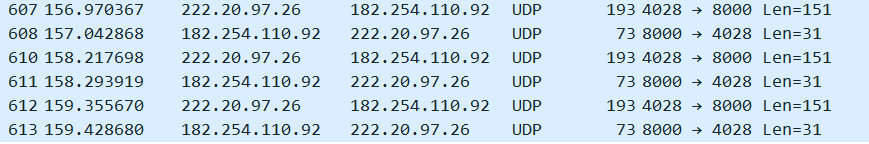 607 156.970367 222.20.97.26 182.254.110.92 UDP 193 4028 → 8000 Len=151
608 157.042868 182.254.110.92 222.20.97.26 UDP 73 8000 → 4028 Len=31
610 158.217698 222.20.97.26 182.254.110.92 UDP 193 4028 → 8000 Len=151
611 158.293919 182.254.110.92 222.20.97.26 UDP 73 8000 → 4028 Len=31
612 159.355670 222.20.97.26 182.254.110.92 UDP 193 4028 → 8000 Len=151
613 159.428680 182.254.110.92 222.20.97.26 UDP 73 8000 → 4028 Len=31